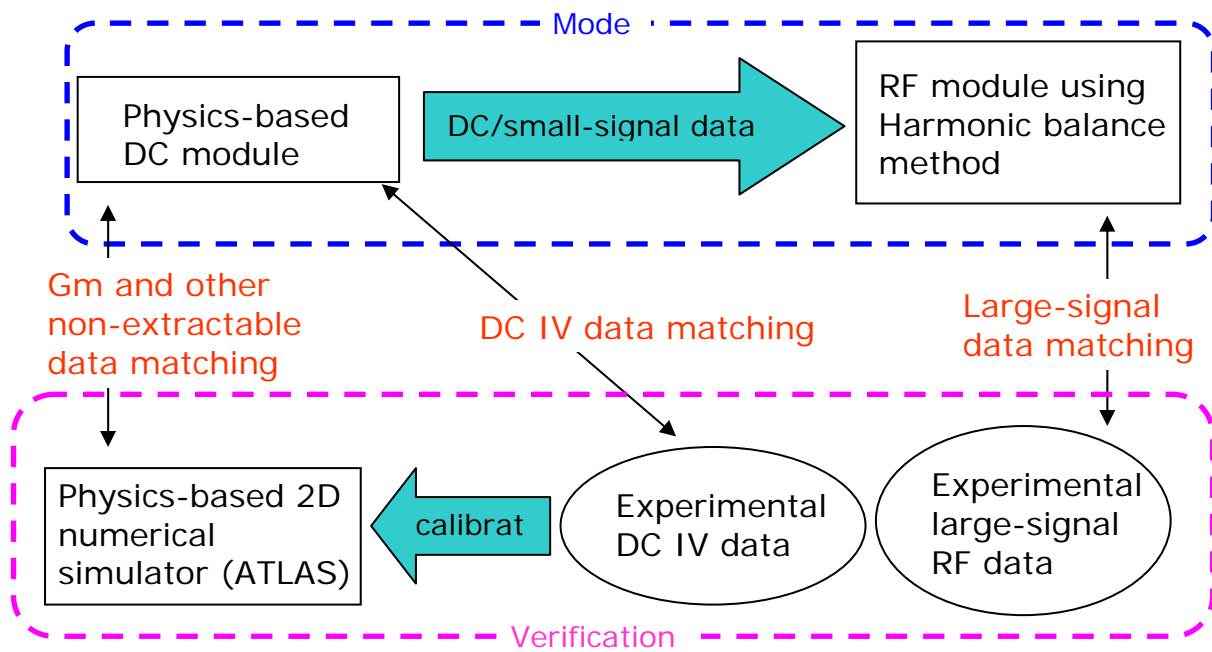 Mode
Physics-based
DC module
DC/small-signal data
RF module using
Harmonic balance
method
Gm and other
non-extractable
data matching
DC IV data matching
Large-signal
data matching
Physics-based 2D
numerical
simulator (ATLAS)
calibrat
Experimental
DC IV data
Experimental
large-signal
RF data
Verification